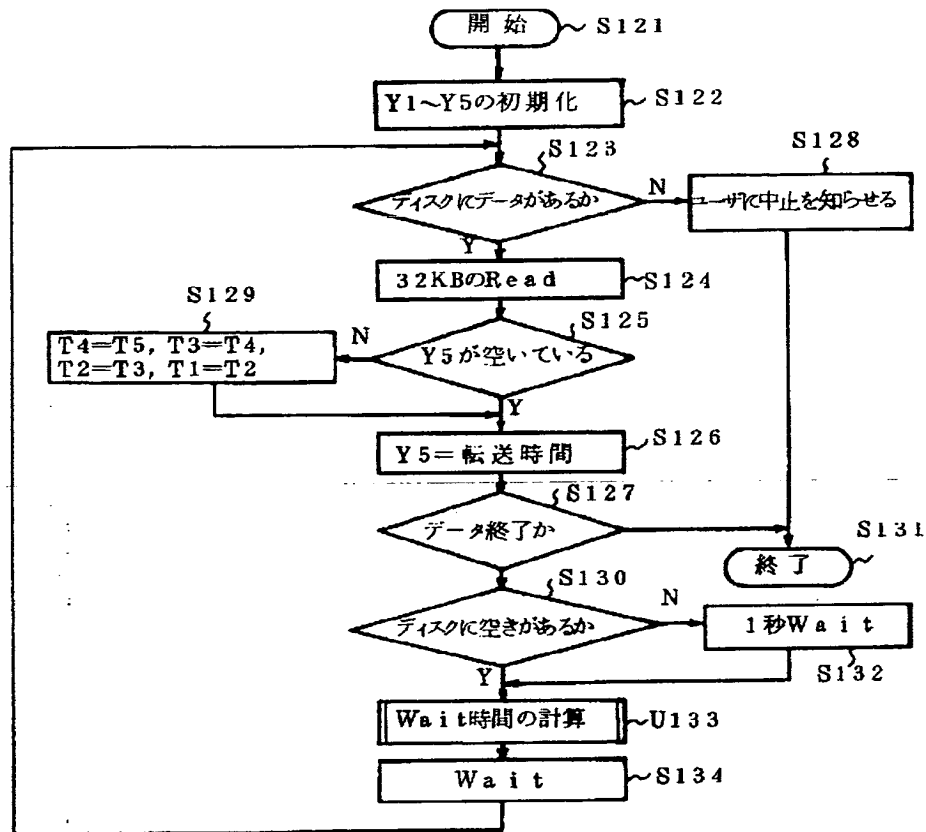 開始
S121
Y1~Y5の初期化
S122
S123
S128
ディスクにデータがあるか
N
ユーザに中止を知らせる
Y
32KBのRead
S124
S129
S125
T4=T5, T3=T4,
T2=T3, T1=T2
N
Y5が空いている
Y
S126
Y5=転送時間
S127
データ終了か
S131
終了
S130
ディスクに空きがあるか
N
1秒Wait
S132
Y
Wait時間の計算
U133
Wait
S134